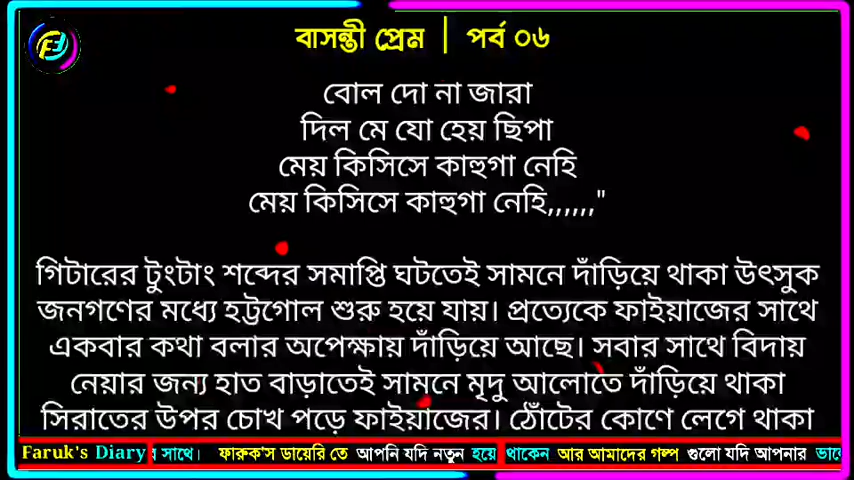 বাসন্তী প্রেম | পর্ব ০৬
বোল দো না জারা
দিল মে যো হেয় ছিপা
মেয় কিসিসে কাহুগা নেহি
মেয় কিসিসে কাহুগা নেহি,,,,,,"
গিটারের টুংটাং শব্দের সমাপ্তি ঘটতেই সামনে দাঁড়িয়ে থাকা উৎসুক
জনগণের মধ্যে হট্টগোল শুরু হয়ে যায়। প্রত্যেকে ফাইয়াজের সাথে
একবার কথা বলার অপেক্ষায় দাঁড়িয়ে আছে। সবার সাথে বিদায়
নেয়ার জন্য হাত বাড়াতেই সামনে মৃদু আলোতে দাঁড়িয়ে থাকা
সিরাতের উপর চোখ পড়ে ফাইয়াজের। ঠোঁটের কোণে লেগে থাকা
Faruk's Diary র সাথে। ফারুক'স ডায়েরি তে আপনি যদি নতুন হয়ে থাকেন আর আমাদের গল্প গুলো যদি আপনার